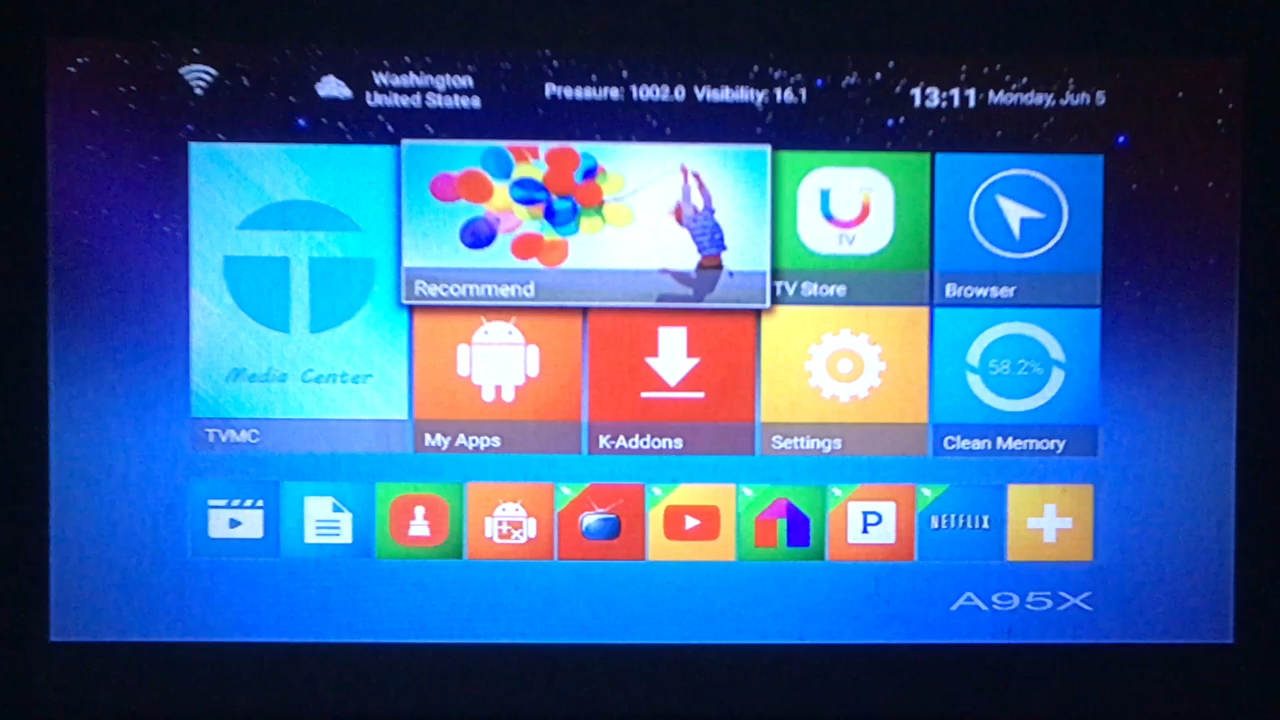 Washington
United States
Pressure: 1002.0 Visibility: 16.1
13:11 Monday, Jun 5
Media Center
TVMC
Recommend
TV
TV Store
Browser
My Apps
K-Addons
Settings
58.2%
Clean Memory
P
NETFLIX
A95X